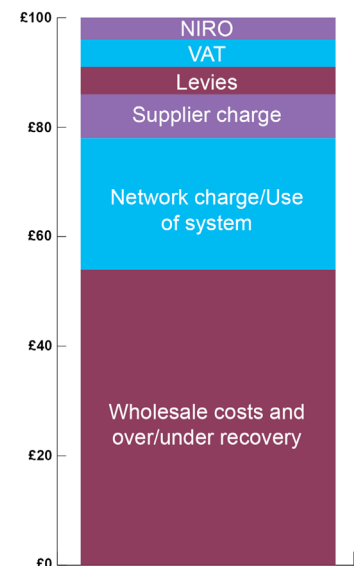 £100
NIRO
VAT
Levies
Supplier charge
£80
Network charge/Use
of system
£60
£40
Wholesale costs and
over/under recovery
£20
£0